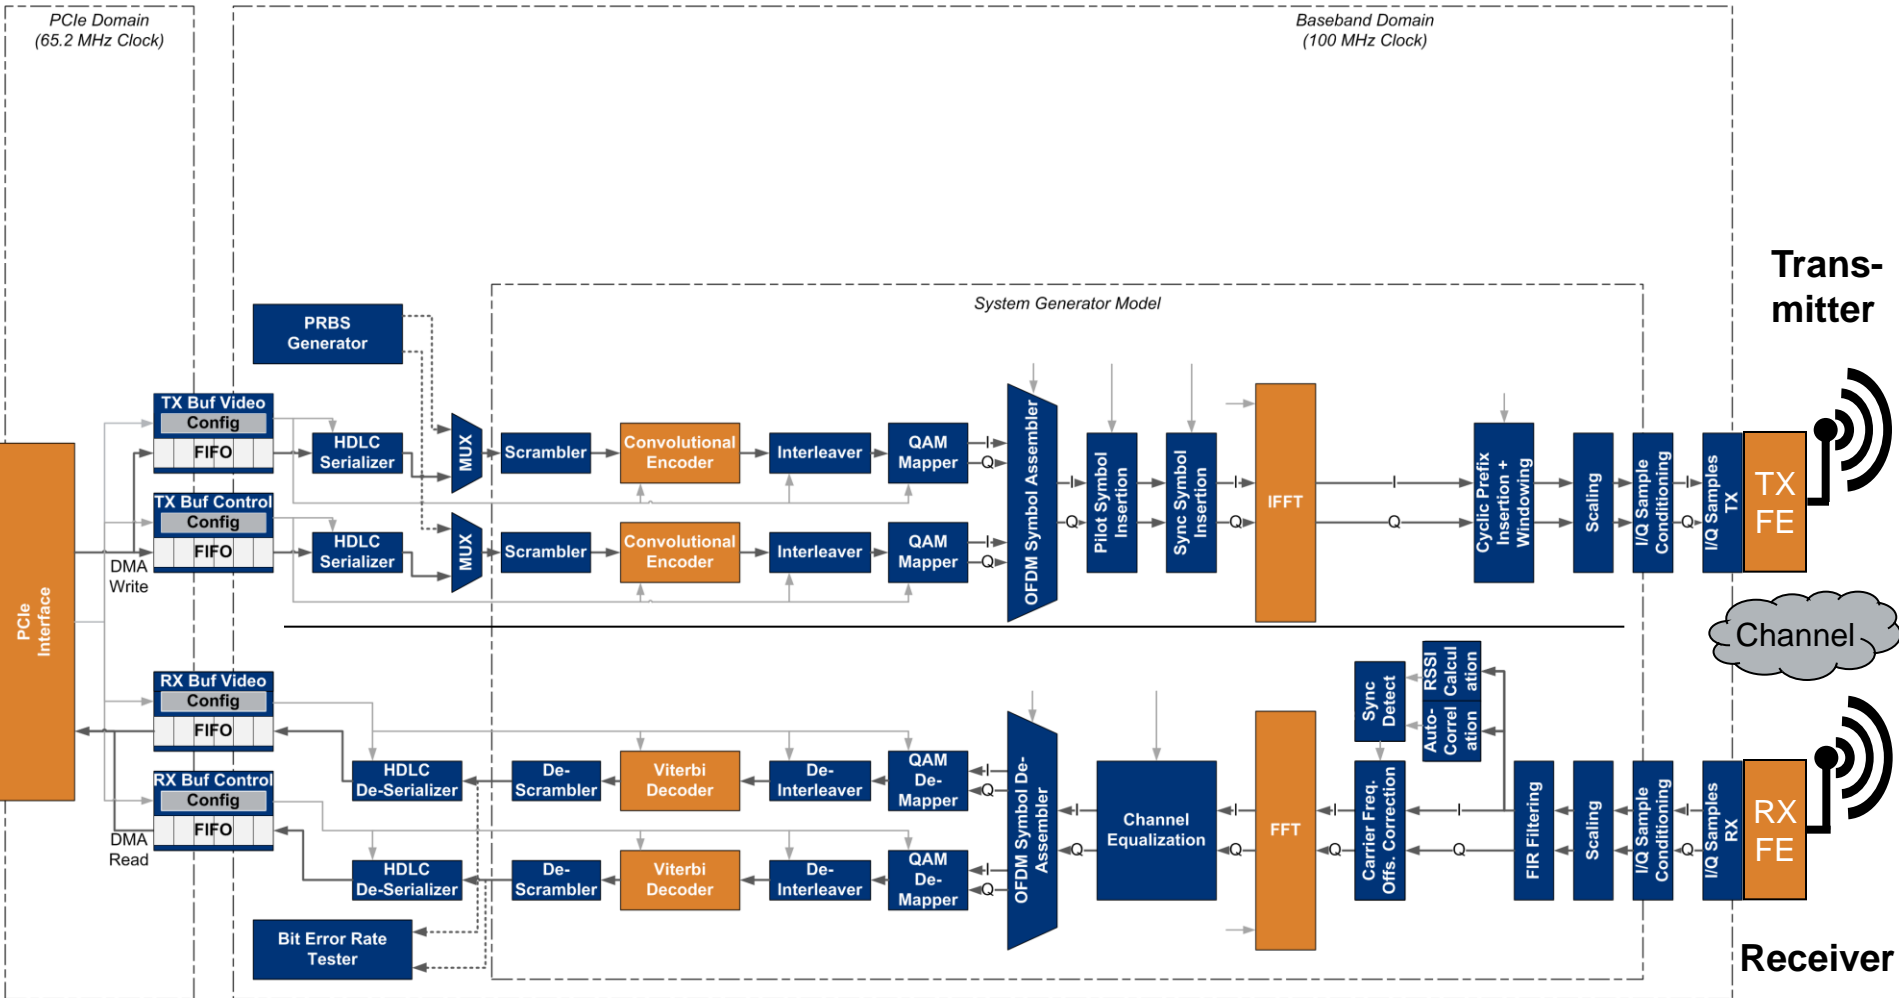 PCIe Domain
(65.2 MHz Clock)
Baseband Domain
(100 MHz Clock)
Trans-
mitter
System Generator Model
PRBS
Generator
TX Buf Video
Config
FIFO
HDLC
Serializer
MUX
Scrambler
Convolutional
Encoder
Interleaver
QAM
Mapper
I
Q
TX Buf Control
Config
FIFO
HDLC
Serializer
MUX
Scrambler
Convolutional
Encoder
Interleaver
QAM
Mapper
I
Q
DMA
Write
OFDM Symbol Assembler
I
Q
Pilot Symbol
Insertion
Sync Symbol
Insertion
I
Q
IFFT
I
Q
Cyclic Prefix
Insertion +
Windowing
Scaling
I/Q Sample
Conditioning
I
Q
I/Q Samples
TX
TX
FE
PCIe
Interface
Channel
RX Buf Video
Config
FIFO
HDLC
De-Serializer
De-
Scrambler
Viterbi
Decoder
De-
Interleaver
QAM
De-
Mapper
I
Q
RX Buf Control
Config
FIFO
DMA
Read
HDLC
De-Serializer
De-
Scrambler
Viterbi
Decoder
De-
Interleaver
QAM
De-
Mapper
I
Q
OFDM Symbol De-
Assembler
I
Q
Channel
Equalization
I
Q
FFT
I
Q
Sync
Detect
RSSI
Calcul
ation
Auto-
Correl
ation
Carrier Freq.
Offs. Correction
I
Q
FIR Filtering
Scaling
I/Q Sample
Conditioning
I
Q
I/Q Samples
RX
RX
FE
Bit Error Rate
Tester
Receiver